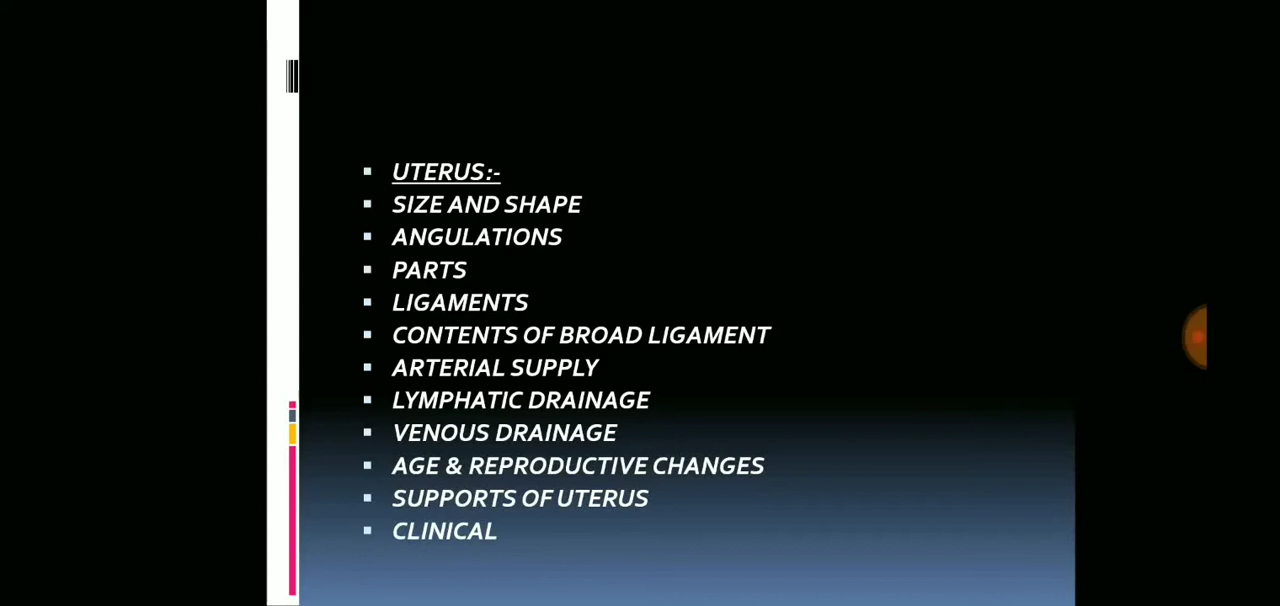 UTERUS:-
SIZE AND SHAPE
ANGULATIONS
PARTS
LIGAMENTS
CONTENTS OF BROAD LIGAMENT
ARTERIAL SUPPLY
LYMPHATIC DRAINAGE
VENOUS DRAINAGE
AGE & REPRODUCTIVE CHANGES
SUPPORTS OF UTERUS
CLINICAL